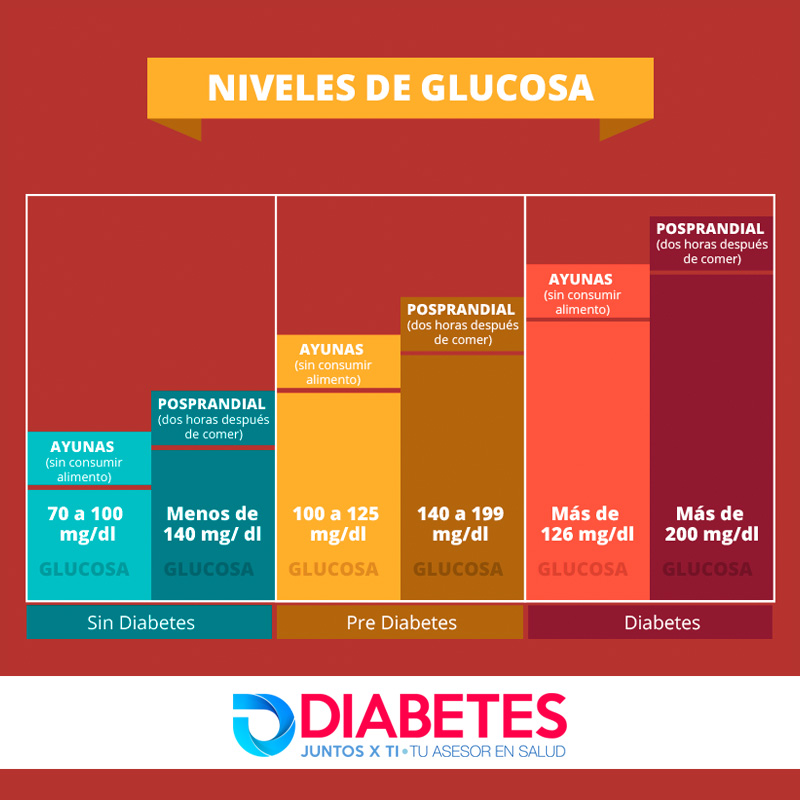 NIVELES DE GLUCOSA
AYUNAS
(sin consumir
alimento)
70 a 100
mg/dl
GLUCOSA
POSPRANDIAL
(dos horas después
de comer)
Menos de
140 mg/ dl
GLUCOSA
Sin Diabetes
AYUNAS
(sin consumir
alimento)
100 a 125
mg/dl
GLUCOSA
POSPRANDIAL
(dos horas después
de comer)
140 a 199
mg/dl
GLUCOSA
Pre Diabetes
AYUNAS
(sin consumir
alimento)
Más de
126 mg/dl
GLUCOSA
POSPRANDIAL
(dos horas después
de comer)
Más de
200 mg/dl
GLUCOSA
Diabetes
DIABETES
JUNTOS X TI • TU ASESOR EN SALUD